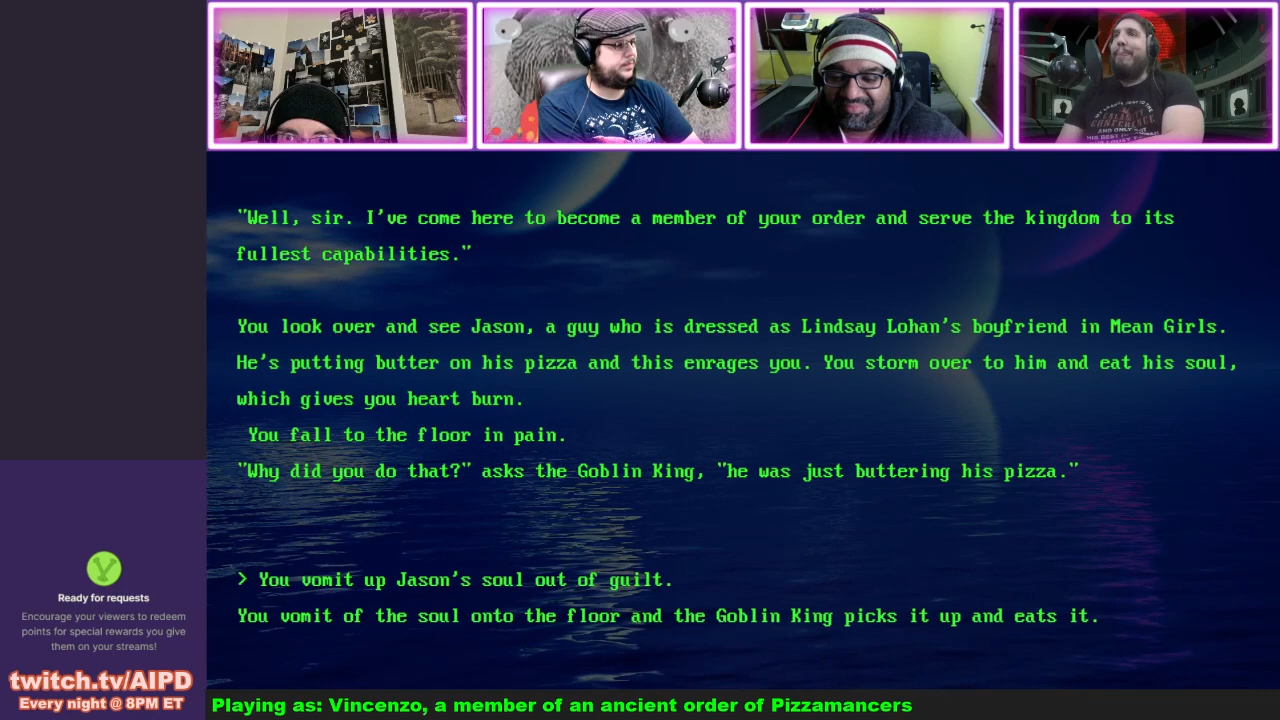 "Well, sir. I've come here to become a member of your order and serve the kingdom to its
fullest capabilities."
You look over and see Jason, a guy who is dressed as Lindsay Lohan's boyfriend in Mean Girls.
He's putting butter on his pizza and this enrages you. You storm over to him and eat his soul,
which gives you heart burn.
You fall to the floor in pain.
"Why did you do that?" asks the Goblin King, "he was just buttering his pizza."
> You vomit up Jason's soul out of guilt.
You vomit of the soul onto the floor and the Goblin King picks it up and eats it.
Ready for requests
Encourage your viewers to redeem
points for special rewards you give
them on your streams!
twitch.tv/AIPD
Every night @ 8PM ET
Playing as: Vincenzo, a member of an ancient order of Pizzamancers